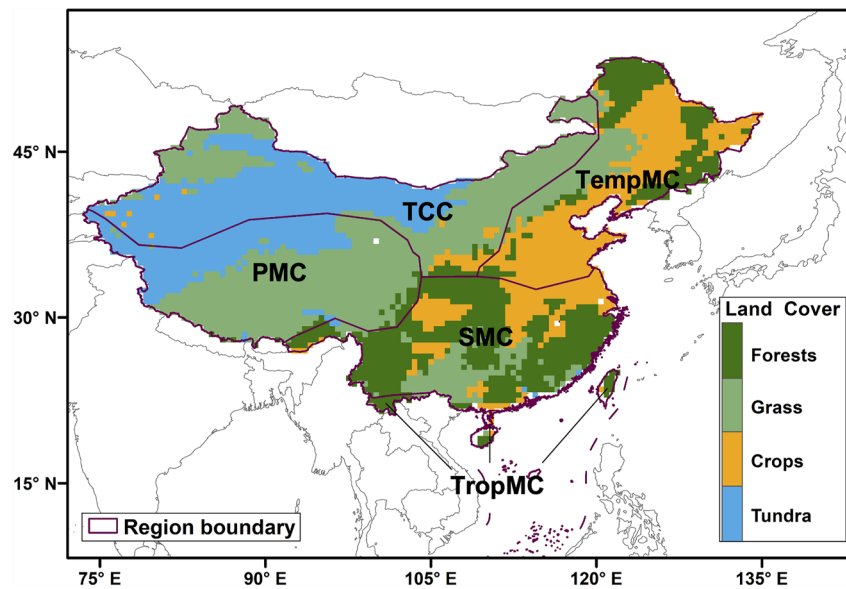 45° N
30° N
15° N
TempMC
TCC
PMC
SMC
TropMC
Land Cover
Forests
Grass
Crops
Tundra
Region boundary
75° E
90° E
105° E
120° E
135° E